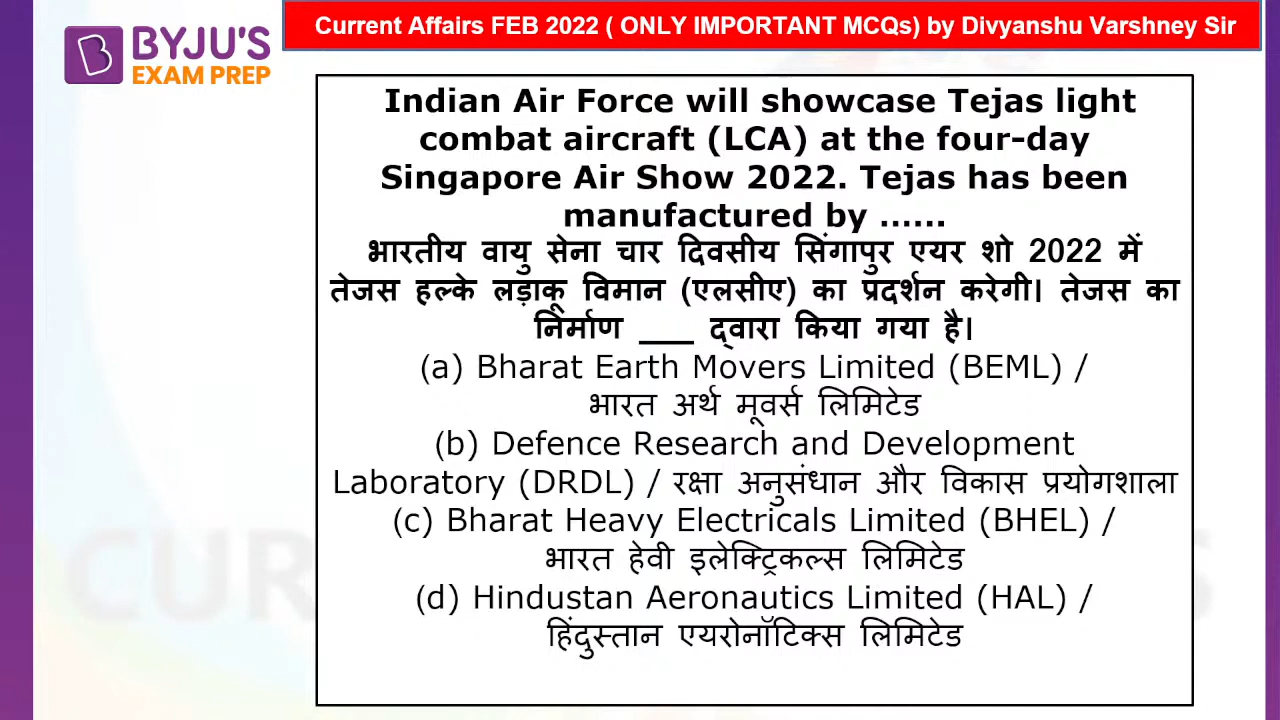 BYJU'S
EXAM PREP
Current Affairs FEB 2022 ( ONLY IMPORTANT MCQs) by Divyanshu Varshney Sir
Indian Air Force will showcase Tejas light
combat aircraft (LCA) at the four-day
Singapore Air Show 2022. Tejas has been
manufactured by ......
भारतीय वायु सेना चार दिवसीय सिंगापुर एयर शो 2022 में
तेजस हल्के लड़ाकू विमान (एलसीए) का प्रदर्शन करेगी। तेजस का
निर्माण ___ द्वारा किया गया है।
(a) Bharat Earth Movers Limited (BEML) /
भारत अर्थ मूवर्स लिमिटेड
(b) Defence Research and Development
Laboratory (DRDL) / रक्षा अनुसंधान और विकास प्रयोगशाला
(c) Bharat Heavy Electricals Limited (BHEL) /
भारत हेवी इलेक्ट्रिकल्स लिमिटेड
(d) Hindustan Aeronautics Limited (HAL) /
हिंदुस्तान एयरोनॉटिक्स लिमिटेड